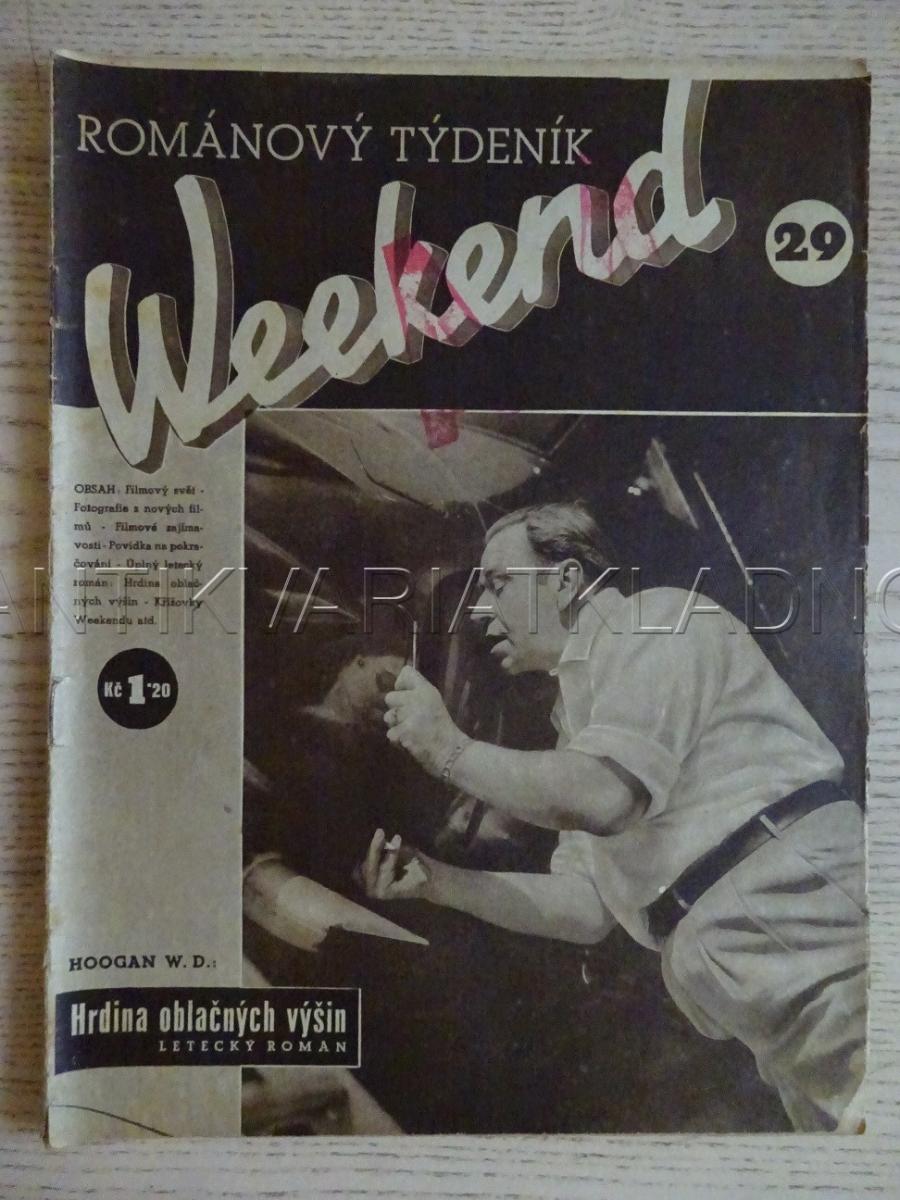 ROMÁNOVÝ TÝDENÍK
Weekend
29
OBSAH: Filmový svět -
Fotografie z nových fil-
mů - Filmové zajíma-
vosti - Povídka na pokra-
čování - Úplný letecký
román: Hrdina oblač-
ných výšin - Křížovky
Weekendu atd.
ANTIKVARIATKLADNO
Kč 1·20
HOOGAN W. D.:
Hrdina oblačných výšin
LETECKÝ ROMAN